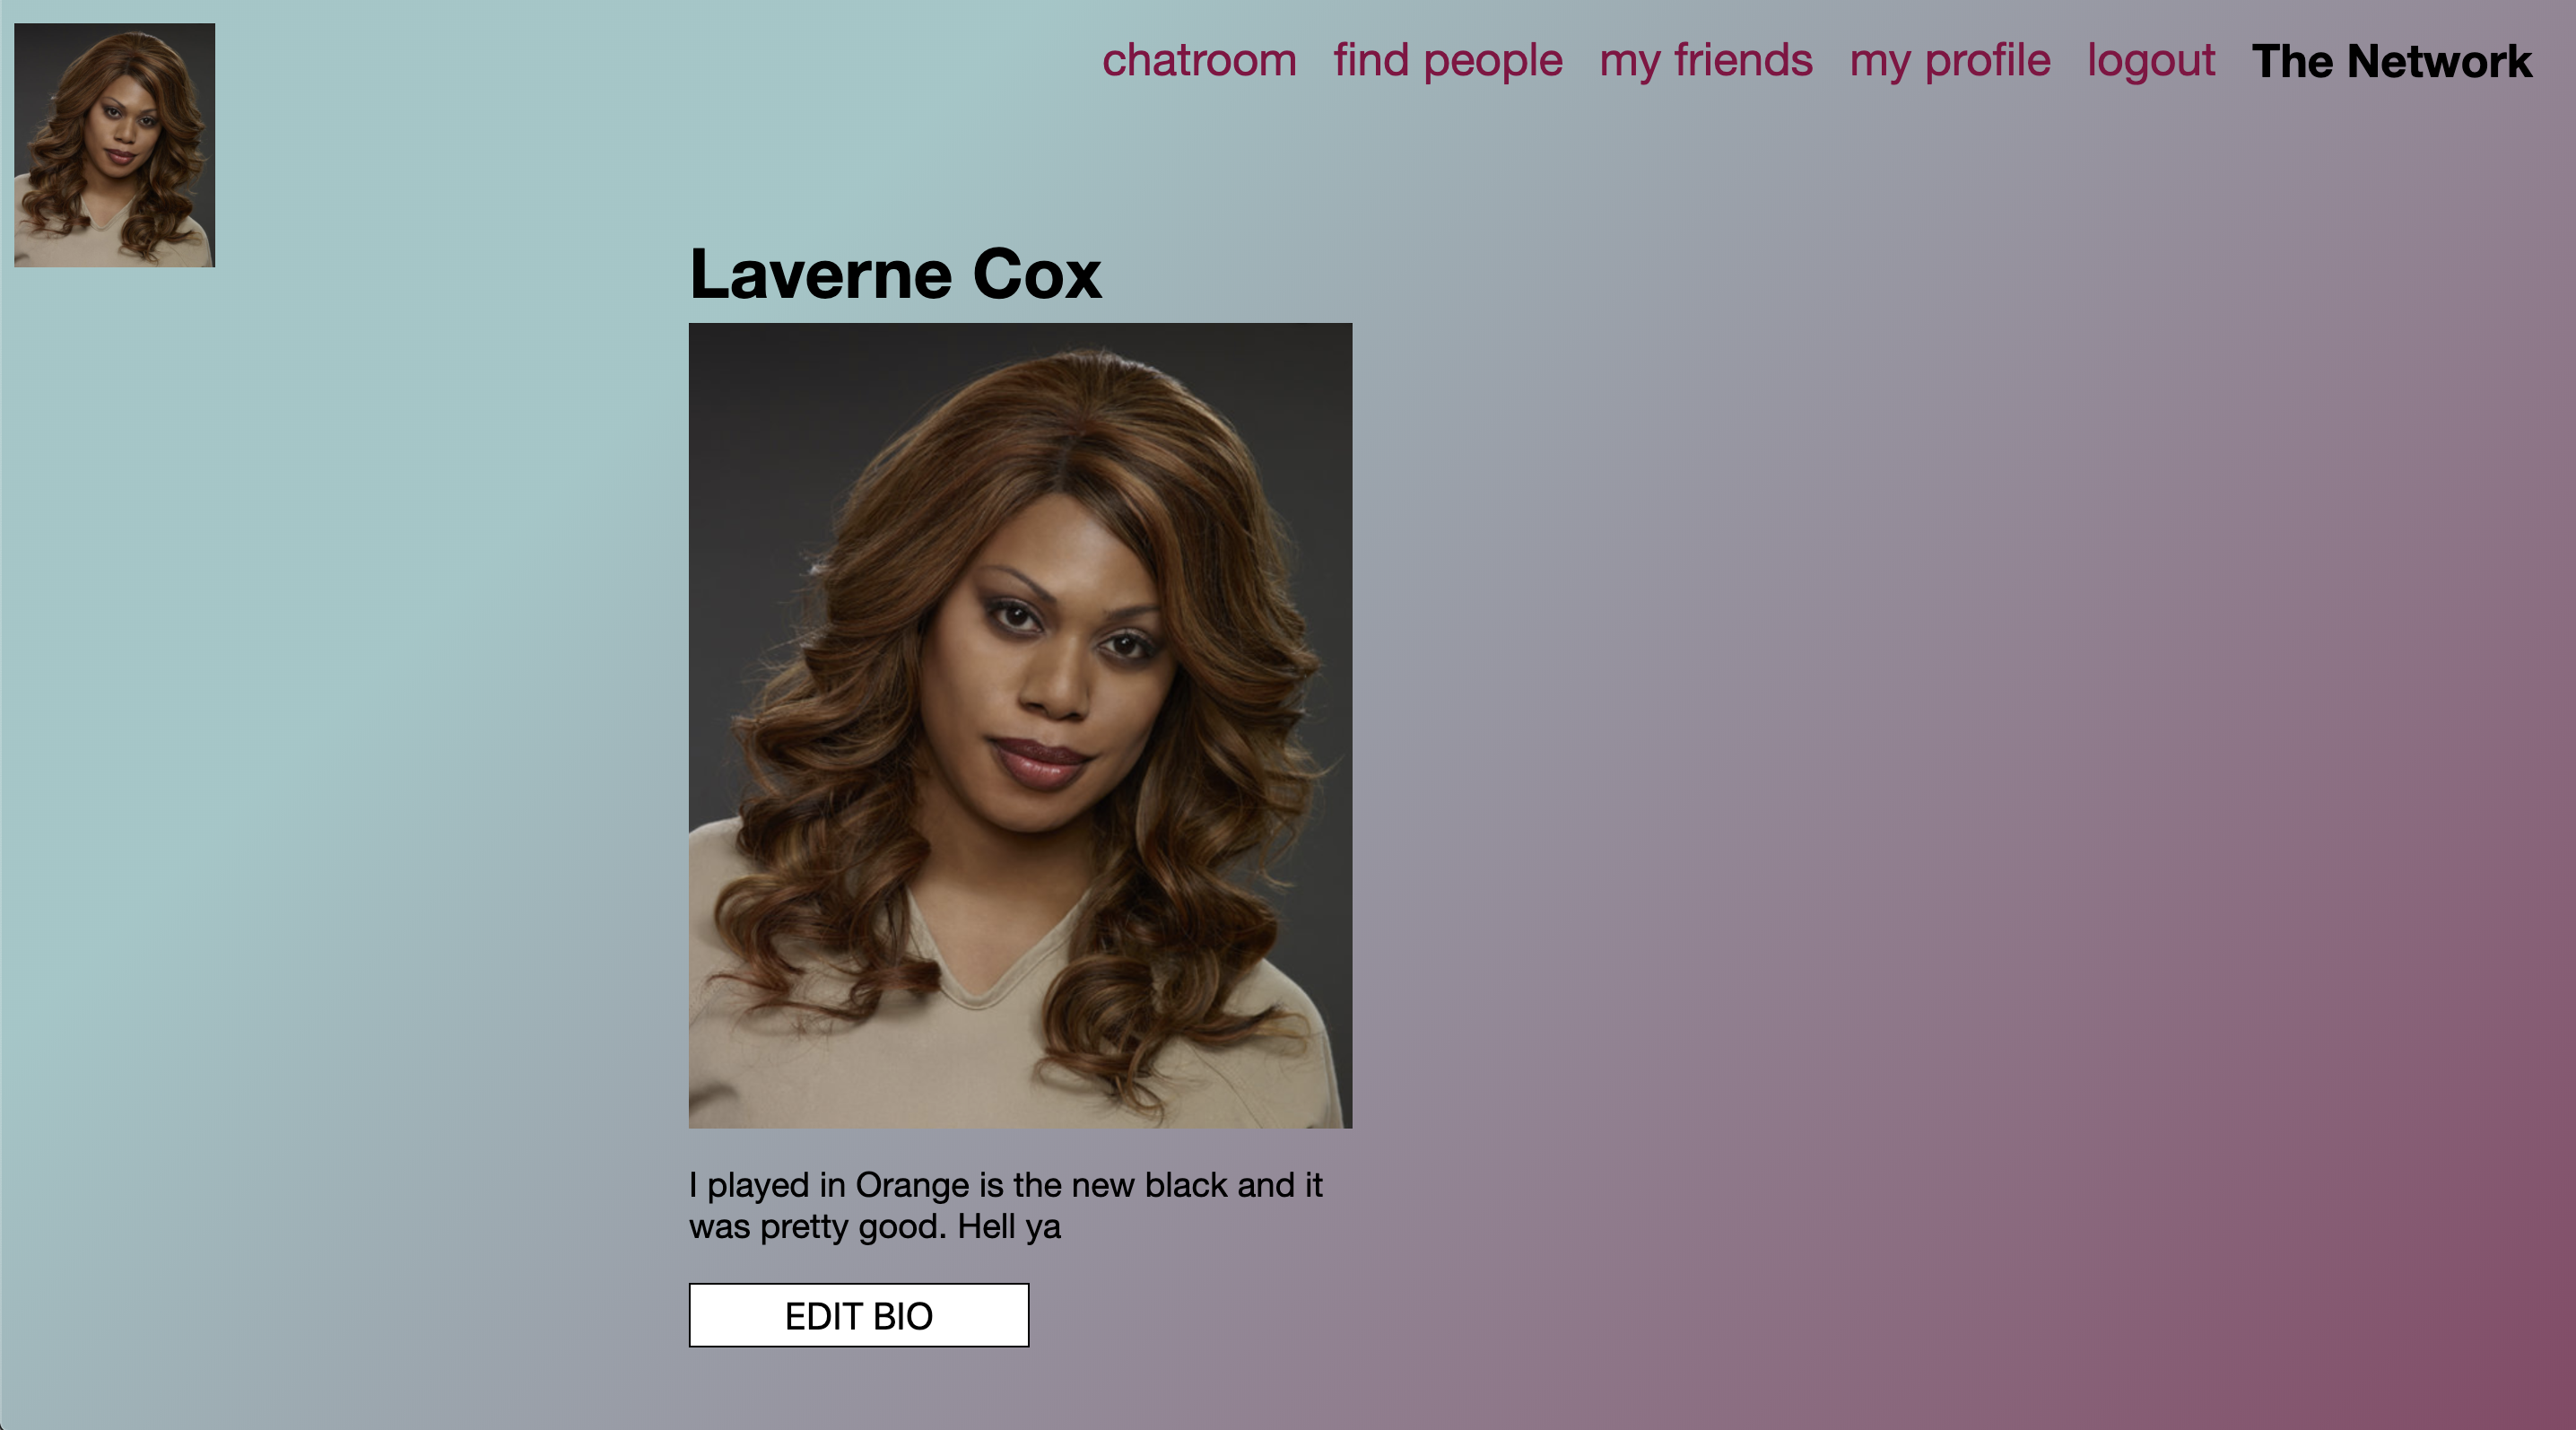 chatroom find people my friends my profile logout The Network
Laverne Cox
I played in Orange is the new black and it
was pretty good. Hell ya
EDIT BIO